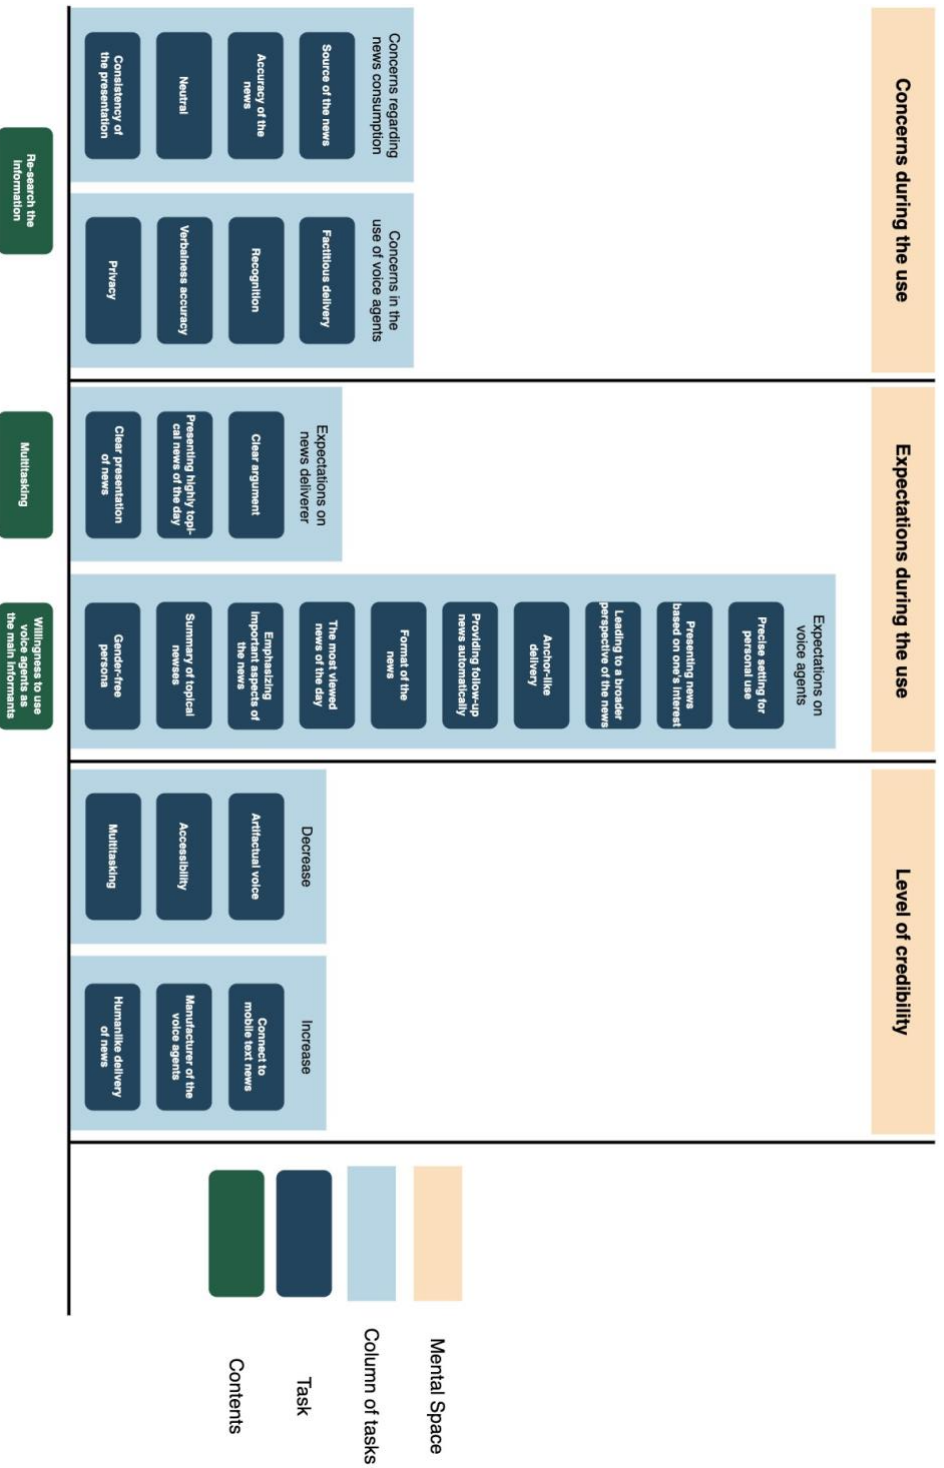 Concerns during the use
Concerns regarding
news consumption
Source of the news
Accuracy of the
news
Neutral
Consistency of
the presentation
Concerns in the
use of voice agents
Factitious delivery
Recognition
Verbalness accuracy
Privacy
Re-search the
information
Expectations during the use
Expectations on
news deliverer
Clear argument
Presenting highly topi-
cal news of the day
Clear presentation
of news
Multitasking
Expectations on
voice agents
Precise setting for
personal use
Presenting news
based on one's interest
Leading to a broader
perspective of the news
Anchor-like
delivery
Providing follow-up
news automatically
Format of the
news
The most viewed
news of the day
Emphasizing
important aspects of
the news
Summary of topical
newses
Gender-free
persona
Willingness to use
voice agents as
the main informants
Level of credibility
Decrease
Artifactual voice
Accessibility
Multitasking
Increase
Connect to
mobile text news
Manufacturer of the
voice agents
Humanlike delivery
of news
Mental Space
Column of tasks
Task
Contents